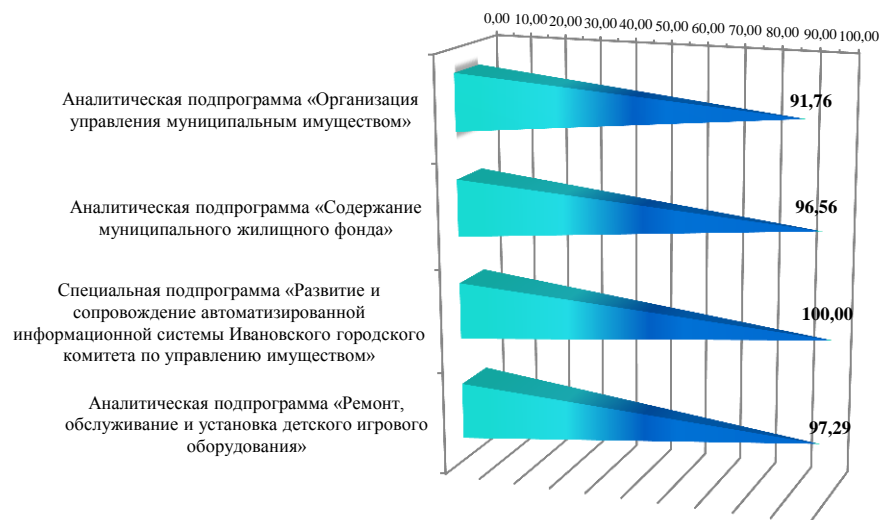 0,00 10,00 20,00 30,00 40,00 50,00 60,00 70,00 80,00 90,00 100,00
Аналитическая подпрограмма «Организация
управления муниципальным имуществом»
91,76
Аналитическая подпрограмма «Содержание
муниципального жилищного фонда»
96,56
Специальная подпрограмма «Развитие и
сопровождение автоматизированной
информационной системы Ивановского городского
комитета по управлению имуществом»
100,00
Аналитическая подпрограмма «Ремонт,
обслуживание и установка детского игрового
оборудования»
97,29